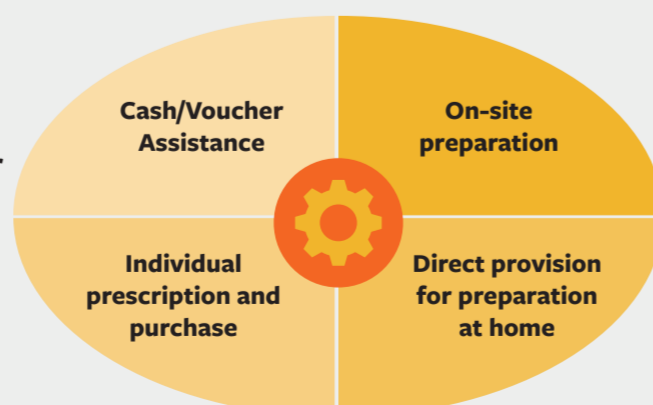 Cash/Voucher
Assistance
On-site
preparation
Individual
prescription and
purchase
Direct provision
for preparation
at home